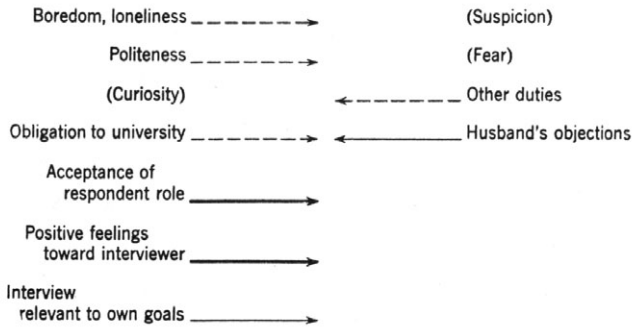 Boredom, loneliness
(Suspicion)
Politeness
(Fear)
(Curiosity)
Other duties
Obligation to university
Husband's objections
Acceptance of
respondent role
Positive feelings
toward interviewer
Interview
relevant to own goals